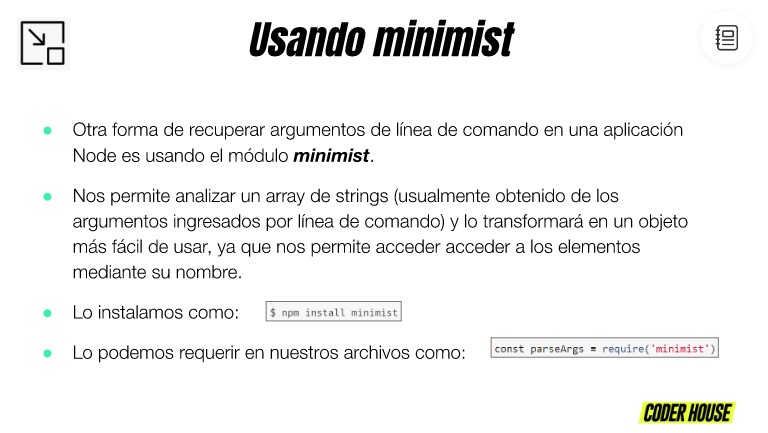 Usando minimist
● Otra forma de recuperar argumentos de línea de comando en una aplicación
Node es usando el módulo minimist.
● Nos permite analizar un array de strings (usualmente obtenido de los
argumentos ingresados por línea de comando) y lo transformará en un objeto
más fácil de usar, ya que nos permite acceder acceder a los elementos
mediante su nombre.
● Lo instalamos como: $ npm install minimist
● Lo podemos requerir en nuestros archivos como: const parseArgs = require('minimist')
CODER HOUSE